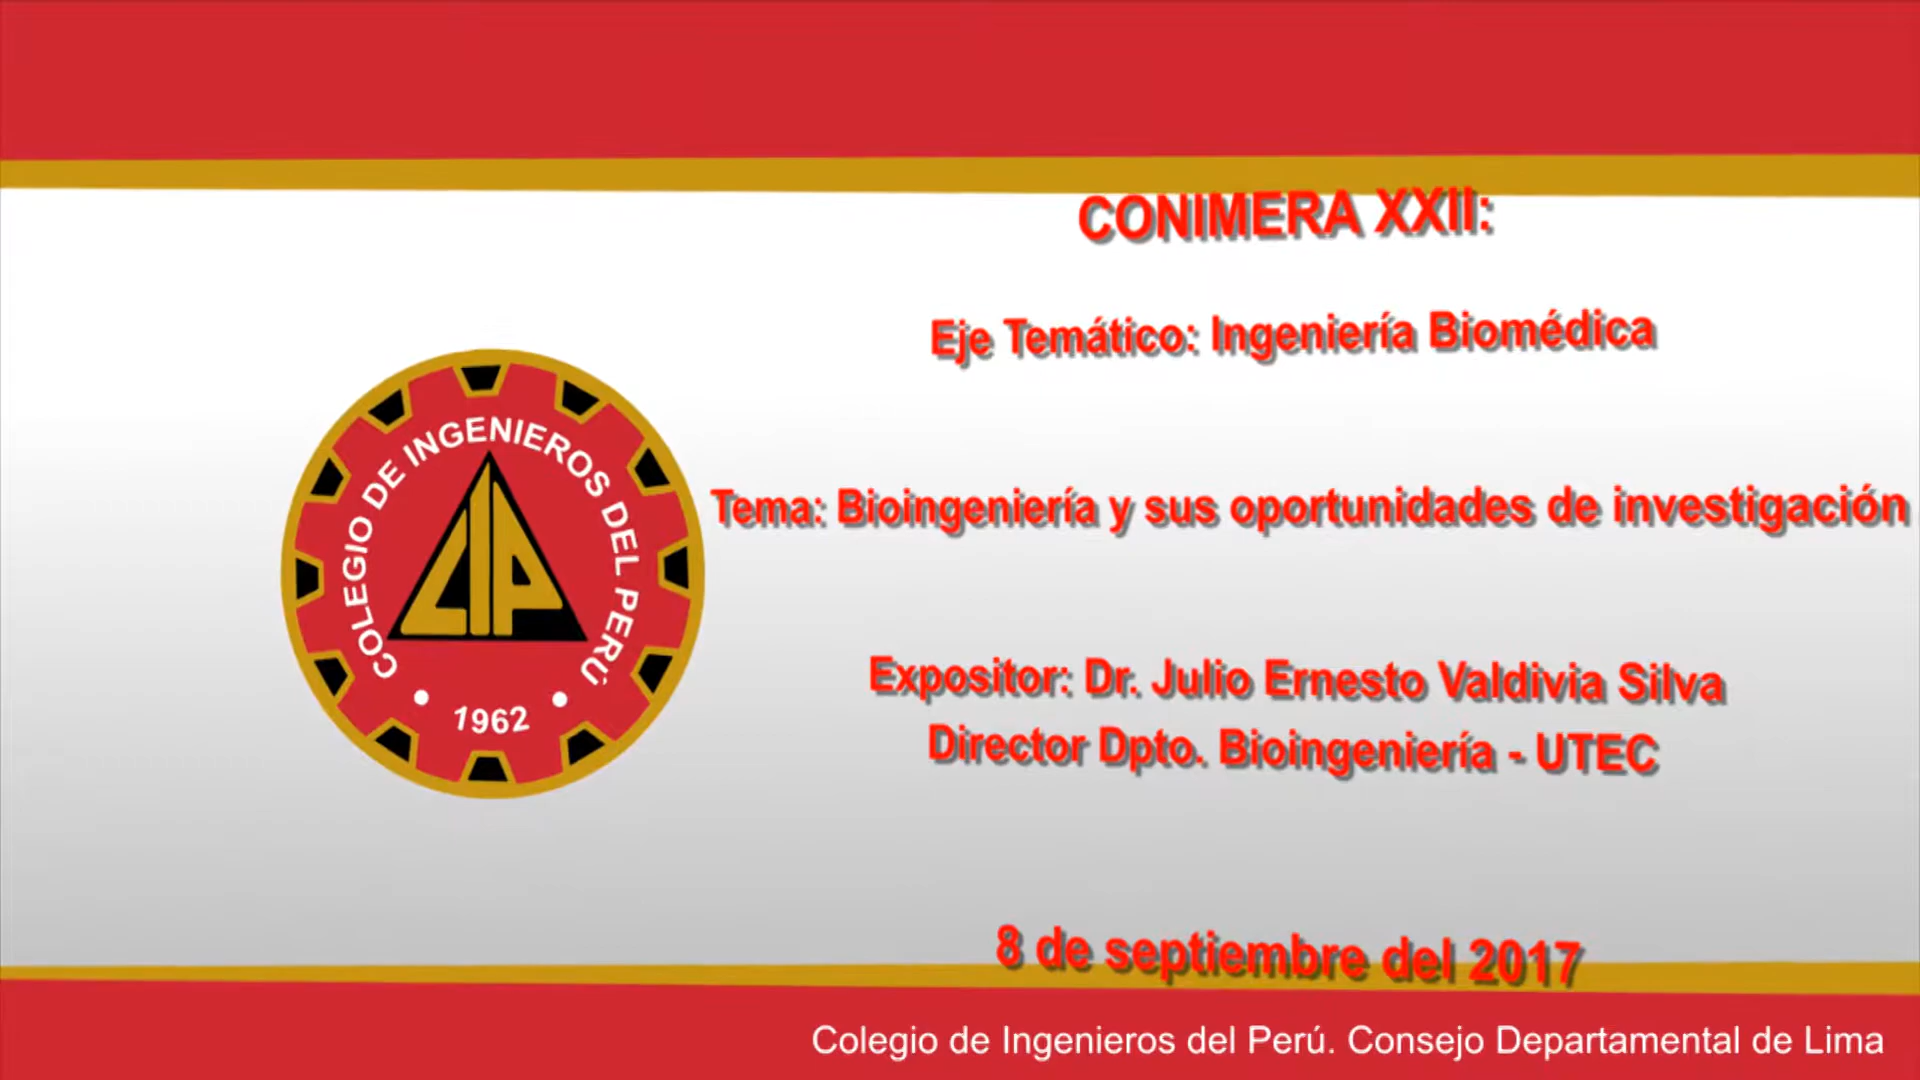 CONIMERA XXII:
Eje Temático: Ingeniería Biomédica
COLEGIO DE INGENIEROS DEL PERÚ
CIP
1962
Tema: Bioingeniería y sus oportunidades de investigación
Expositor: Dr. Julio Ernesto Valdivia Silva
Director Dpto. Bioingeniería - UTEC
8 de septiembre del 2017
Colegio de Ingenieros del Perú. Consejo Departamental de Lima